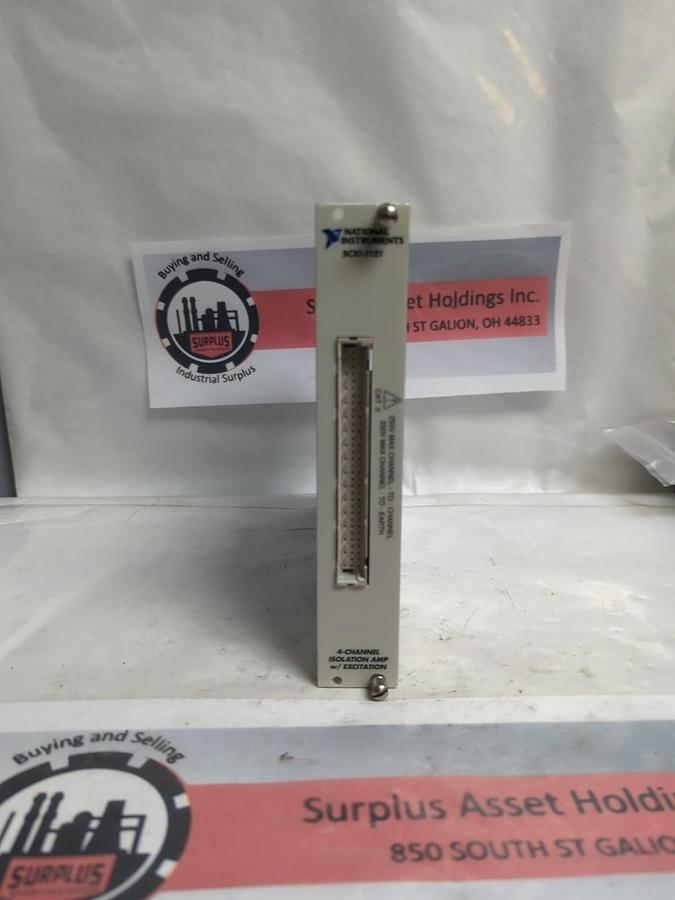 NATIONAL
INSTRUMENTS
SCXI-1121
Buying and Selling
SURPLUS
Industrial Surplus
et Holdings Inc.
ST GALION, OH 44833
CAT II
250V MAX CHANNEL - TO - CHANNEL
250V MAX CHANNEL - TO - EARTH
4-CHANNEL
ISOLATION AMP
w/ EXCITATION
Buying and Selling
SURPLUS
Surplus Asset Holdi
850 SOUTH ST GALIO